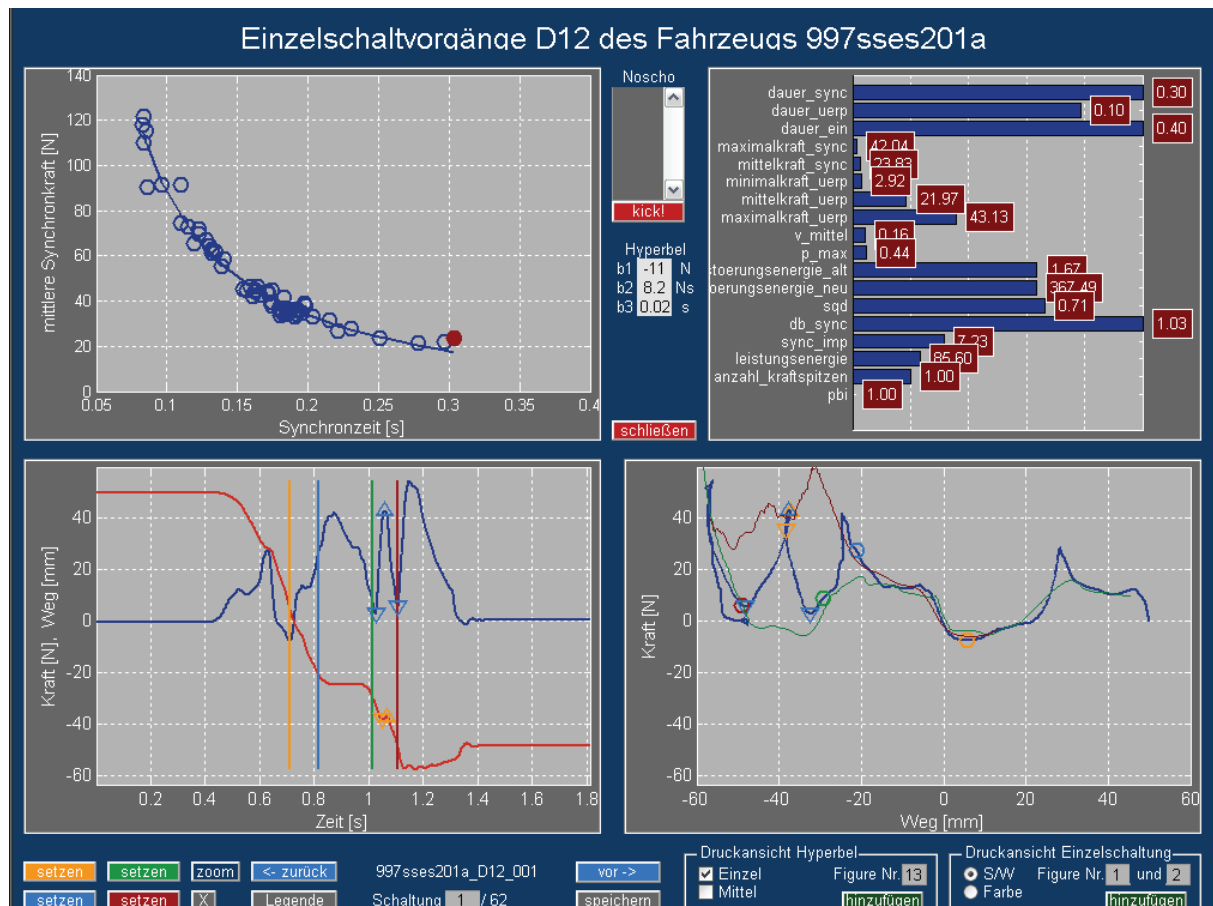 Einzelschaltvorgänge D12 des Fahrzeugs 997sses201a
140
120
100
80
60
40
20
0
mittlere Synchronkraft [N]
0.05 0.1 0.15 0.2 0.25 0.3 0.35 0.4
Synchronzeit [s]
Noscho
kick!
Hyperbel
b1 -11 N
b2 8.2 Ns
b3 0.02 s
schließen
dauer_sync 0.30
dauer_uerp 0.10
dauer_ein 0.40
maximalkraft_sync 42.04
mittelkraft_sync 23.83
minimalkraft_uerp 2.92
mittelkraft_uerp 21.97
maximalkraft_uerp 43.13
v_mittel 0.16
p_max 0.44
stoerungsenergie_alt 1.67
oerungsenergie_neu 367.49
sqd 0.71
db_sync 1.03
sync_imp 7.23
leistungsenergie 85.60
anzahl_kraftspitzen 1.00
pbi 1.00
40
20
0
-20
-40
-60
Kraft [N], Weg [mm]
0.2 0.4 0.6 0.8 1 1.2 1.4 1.6 1.8
Zeit [s]
40
20
0
-20
-40
-60
Kraft [N]
-60 -40 -20 0 20 40 60
Weg [mm]
setzen setzen zoom <- zurück 997sses201a_D12_001 vor ->
setzen setzen X Legende Schaltung 1 / 62 speichern
Druckansicht Hyperbel
Einzel Figure Nr. 13
Mittel hinzufügen
Druckansicht Einzelschaltung
S/W Figure Nr. 1 und 2
Farbe hinzufügen